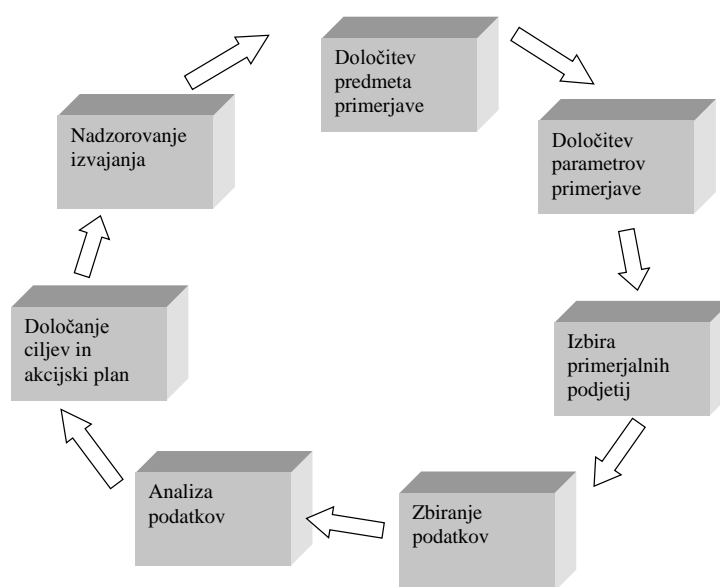 Določitev
predmeta
primerjave
Določitev
parametrov
primerjave
Izbira
primerjalnih
podjetij
Zbiranje
podatkov
Analiza
podatkov
Določanje
ciljev in
akcijski plan
Nadzorovanje
izvajanja